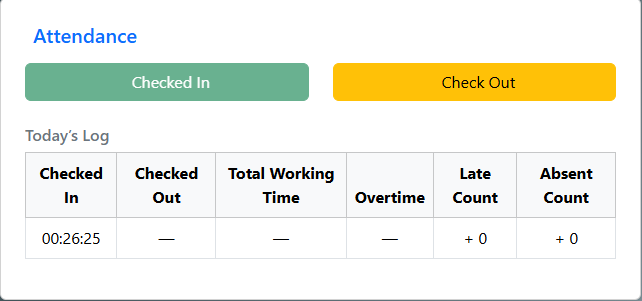 Attendance
Checked In Check Out
Today's Log
Checked In Checked Out Total Working Time Overtime Late Count Absent Count
00:26:25 — — — + 0 + 0